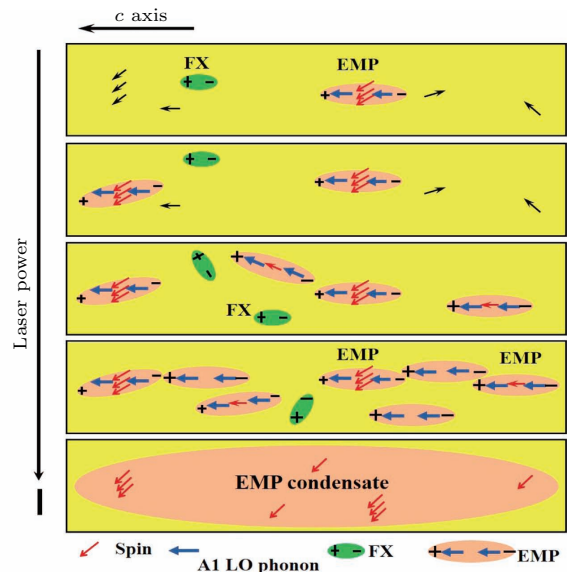 c axis
FX
EMP
+ − + −
+ −
+ − + −
+ − +
+ − + − + −
FX + −
EMP EMP
+ − + − + − + − + −
+ − + − + −
EMP condensate
Laser power
Spin A1 LO phonon + − FX + − EMP